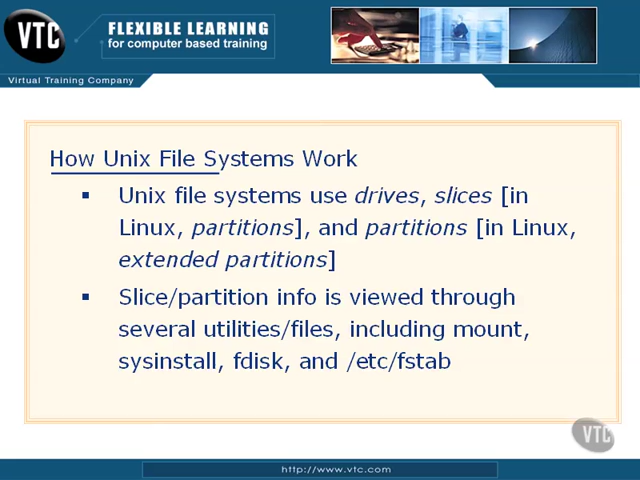 VTC
FLEXIBLE LEARNING
for computer based training
Virtual Training Company
How Unix File Systems Work
▪ Unix file systems use drives, slices [in
Linux, partitions], and partitions [in Linux,
extended partitions]
▪ Slice/partition info is viewed through
several utilities/files, including mount,
sysinstall, fdisk, and /etc/fstab
VTC
http://www.vtc.com